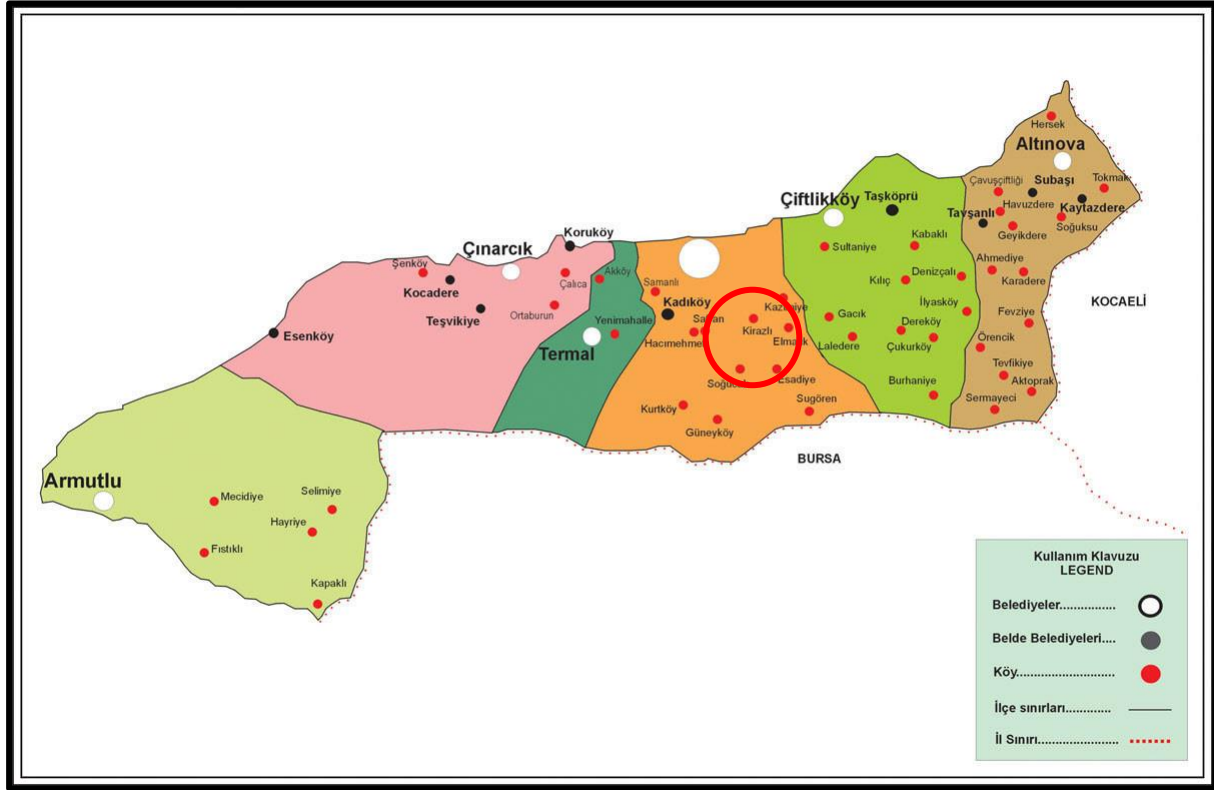 Hersek
Altınova
Çavuşçiftliği
Subaşı
Tokmak
Çiftlikköy
Taşköprü
Havuzdere
Kaytazdere
Tavşanlı
Geyikdere
Soğuksu
Koruköy
Çınarcık
Sultaniye
Kabaklı
Şenköy
Akköy
Ahmediye
Çalıca
Samanlı
Kılıç
Denizçalı
Karadere
Kocadere
Kadıköy
KOCAELİ
Ortaburun
Teşvikiye
Yenimahalle
Kirazlı
Gacık
Dereköy
İlyasköy
Fevziye
Esenköy
Hacımehmet
Elmalık
Laledere
Çukurköy
Örencik
Termal
Tevfikiye
Esadiye
Burhaniye
Aktoprak
Kurtköy
Sugören
Sermayeci
Güneyköy
BURSA
Armutlu
Mecidiye
Selimiye
Hayriye
Fıstıklı
Kapaklı
Kullanım Klavuzu
LEGEND
Belediyeler................
Belde Belediyeleri....
Köy............................
İlçe sınırları.............
İl Sınırı.......................